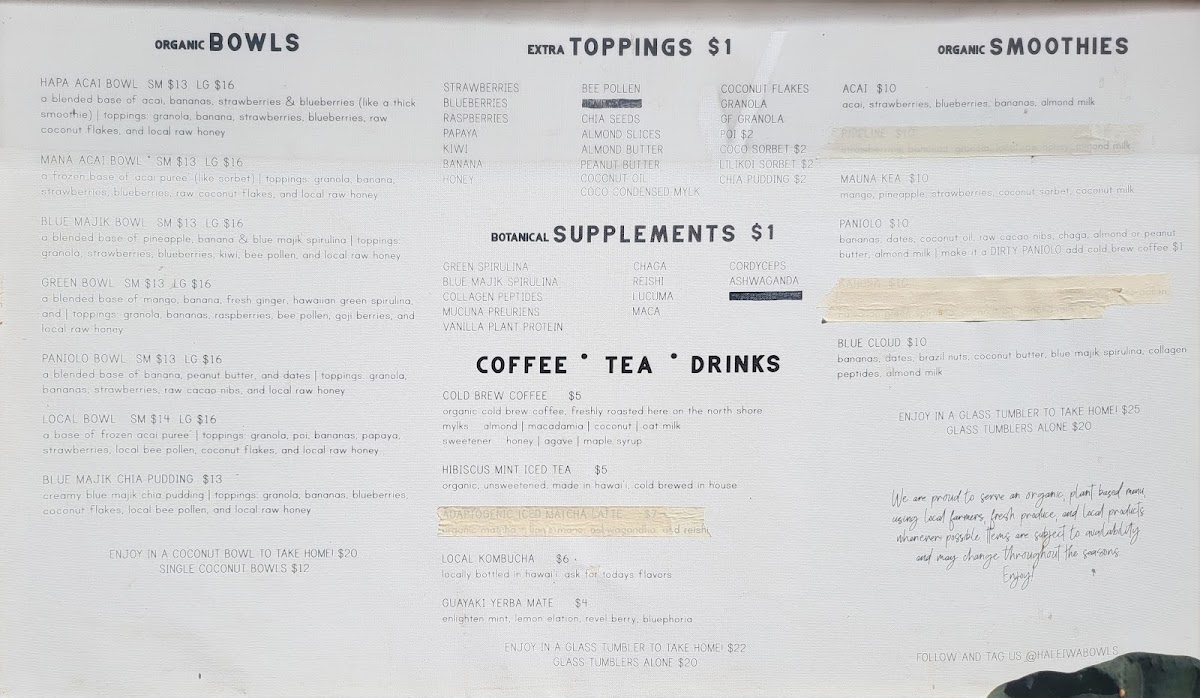 ORGANIC BOWLS
HAPA ACAI BOWL SM $13 LG $16
a blended base of acai, bananas, strawberries & blueberries (like a thick
smoothie) | toppings: granola, banana, strawberries, blueberries, raw
coconut flakes, and local raw honey
MANA ACAI BOWL * SM $13 LG $16
a frozen base of acai puree (like sorbet) | toppings: granola, banana,
strawberries, blueberries, raw coconut flakes, and local raw honey
BLUE MAJIK BOWL SM $13 LG $16
a blended base of pineapple, banana & blue majik spirulina | toppings:
granola, strawberries, blueberries, kiwi, bee pollen, and local raw honey
GREEN BOWL SM $13 LG $16
a blended base of mango, banana, fresh ginger, hawaiian green spirulina,
and | toppings: granola, bananas, raspberries, bee pollen, goji berries, and
local raw honey
PANIOLO BOWL SM $13 LG $16
a blended base of banana, peanut butter, and dates | toppings: granola,
bananas, strawberries, raw cacao nibs, and local raw honey
LOCAL BOWL SM $14 LG $16
a base of frozen acai puree | toppings: granola, poi, bananas, papaya,
strawberries, local bee pollen, coconut flakes, and local raw honey
BLUE MAJIK CHIA PUDDING $13
creamy blue majik chia pudding | toppings: granola, bananas, blueberries,
coconut flakes, local bee pollen, and local raw honey
ENJOY IN A COCONUT BOWL TO TAKE HOME! $20
SINGLE COCONUT BOWLS $12
EXTRA TOPPINGS $1
STRAWBERRIES
BLUEBERRIES
RASPBERRIES
PAPAYA
KIWI
BANANA
HONEY
BEE POLLEN
CHIA SEEDS
ALMOND SLICES
ALMOND BUTTER
PEANUT BUTTER
COCONUT OIL
COCO CONDENSED MYLK
COCONUT FLAKES
GRANOLA
GF GRANOLA
POI $2
COCO SORBET $2
LILIKOI SORBET $2
CHIA PUDDING $2
BOTANICAL SUPPLEMENTS $1
GREEN SPIRULINA
BLUE MAJIK SPIRULINA
COLLAGEN PEPTIDES
MUCUNA PREURIENS
VANILLA PLANT PROTEIN
CHAGA
REISHI
LUCUMA
MACA
CORDYCEPS
ASHWAGANDA
COFFEE * TEA * DRINKS
COLD BREW COFFEE $5
organic cold brew coffee, freshly roasted here on the north shore
mylks almond | macadamia | coconut | oat milk
sweetener honey | agave | maple syrup
HIBISCUS MINT ICED TEA $5
organic, unsweetened, made in hawai'i, cold brewed in house
ADAPTOGENIC ICED MATCHA LATTE $7
organic matcha, lions mane, ashwagandha, and reishi
LOCAL KOMBUCHA $6
locally bottled in hawai'i ask for todays flavors
GUAYAKI YERBA MATE $4
enlighten mint, lemon elation, revel berry, bluephoria
ENJOY IN A GLASS TUMBLER TO TAKE HOME! $22
GLASS TUMBLERS ALONE $20
ORGANIC SMOOTHIES
ACAI $10
acai, strawberries, blueberries, bananas, almond milk
PIPELINE $10
almond milk
MAUNA KEA $10
mango, pineapple, strawberries, coconut sorbet, coconut milk
PANIOLO $10
bananas, dates, coconut oil, raw cacao nibs, chaga, almond or peanut
butter, almond milk | make it a DIRTY PANIOLO add cold brew coffee $1
BLUE CLOUD $10
bananas, dates, brazil nuts, coconut butter, blue majik spirulina, collagen
peptides, almond milk
ENJOY IN A GLASS TUMBLER TO TAKE HOME! $25
GLASS TUMBLERS ALONE $20
We are proud to serve an organic, plant based menu,
using local farmers, fresh produce, and local products
whenever possible. Items are subject to availability
and may change throughout the seasons.
Enjoy!
FOLLOW AND TAG US @HALEIWABOWLS